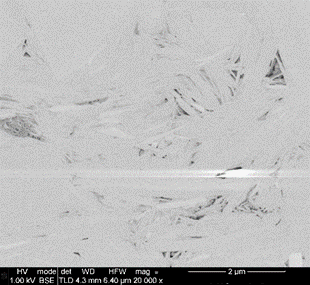 HV mode det WD HFW mag 2 µm
1.00 kV BSE TLD 4.3 mm 6.40 µm 20 000 x